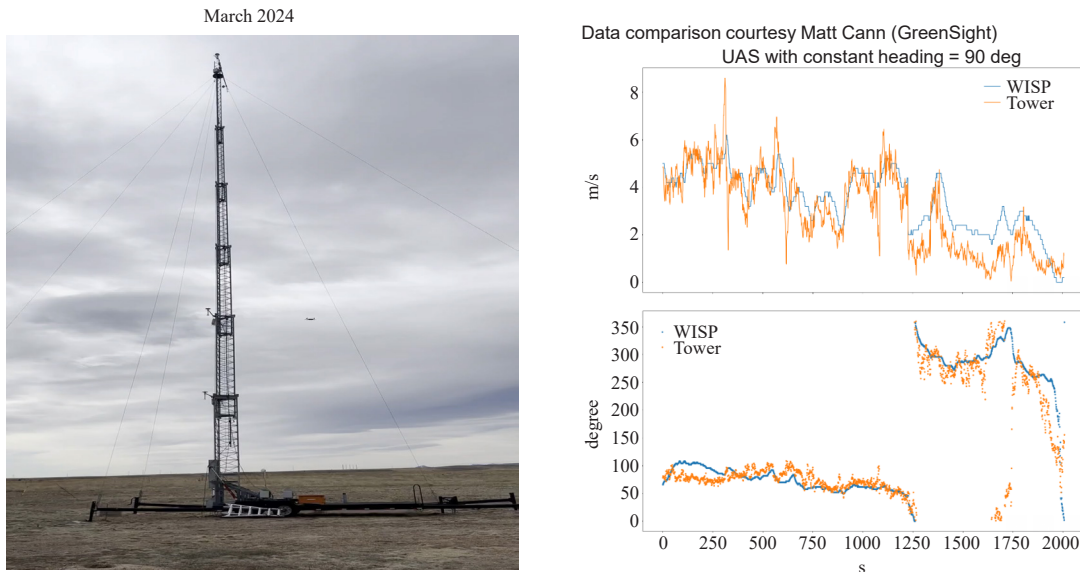 March 2024
Data comparison courtesy Matt Cann (GreenSight)
UAS with constant heading = 90 deg
8
6
4
2
0
m/s
WISP
Tower
350
300
250
200
150
100
50
0
degree
WISP
Tower
0 250 500 750 1000 1250 1500 1750 2000
s